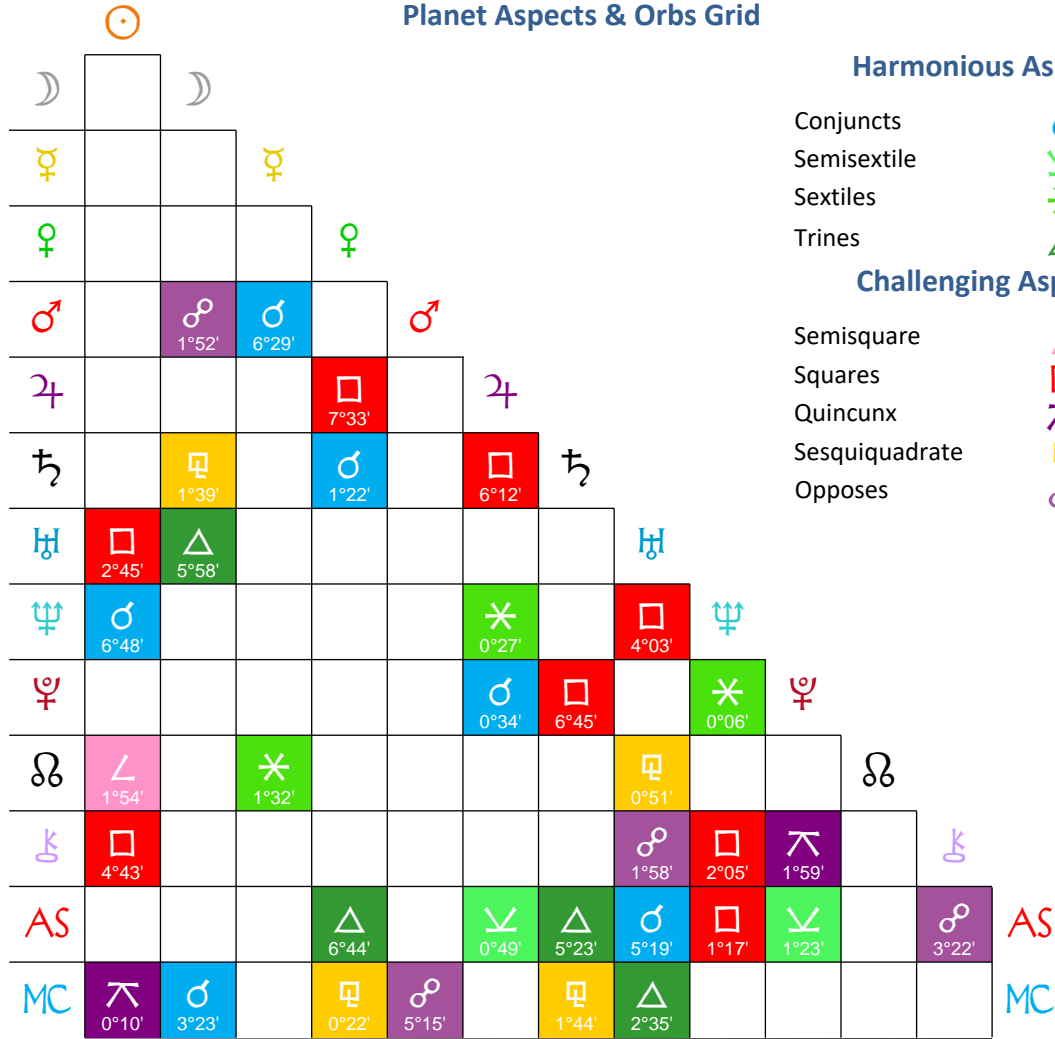 Planet Aspects & Orbs Grid
Harmonious As
Conjuncts
Semisextile
Sextiles
Trines
Challenging Asp
Semisquare
Squares
Quincunx
Sesquiquadrate
Opposes
☉
☽ ☽
☿ ☿
♀ ♀
♂ ☍ 1°52' ☌ 6°29' ♂
♃ □ 7°33' ♃
♄ ⚼ 1°39' ☌ 1°22' □ 6°12' ♄
♅ □ 2°45' △ 5°58' ♅
♆ ☌ 6°48' ⚹ 0°27' □ 4°03' ♆
♇ ☌ 0°34' □ 6°45' ⚹ 0°06' ♇
☊ ∠ 1°54' ⚹ 1°32' ⚼ 0°51' ☊
⚷ □ 4°43' ☍ 1°58' □ 2°05' ⚻ 1°59' ⚷
AS △ 6°44' ⚺ 0°49' △ 5°23' ☌ 5°19' □ 1°17' ⚺ 1°23' ☍ 3°22' AS
MC ⚻ 0°10' ☌ 3°23' ⚼ 0°22' ☍ 5°15' ⚼ 1°44' △ 2°35' MC